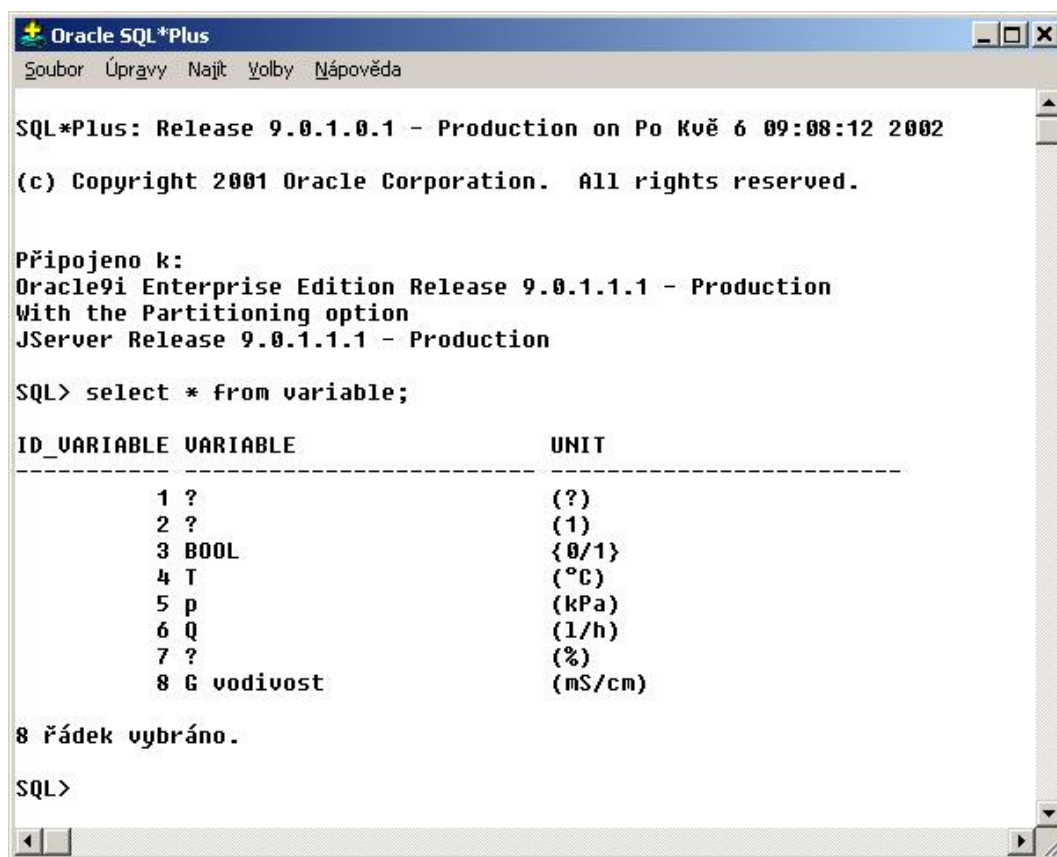 Oracle SQL*Plus
Soubor Úpravy Najít Volby Nápověda
SQL*Plus: Release 9.0.1.0.1 - Production on Po Kvě 6 09:08:12 2002
(c) Copyright 2001 Oracle Corporation.  All rights reserved.
Připojeno k:
Oracle9i Enterprise Edition Release 9.0.1.1.1 - Production
With the Partitioning option
JServer Release 9.0.1.1.1 - Production
SQL> select * from variable;
ID_VARIABLE VARIABLE                 UNIT
----------- ------------------------ ------------------------
          1 ?                        (?)
          2 ?                        (1)
          3 BOOL                     {0/1}
          4 T                        (°C)
          5 p                        (kPa)
          6 Q                        (l/h)
          7 ?                        (%)
          8 G vodivost               (mS/cm)
8 řádek vybráno.
SQL>